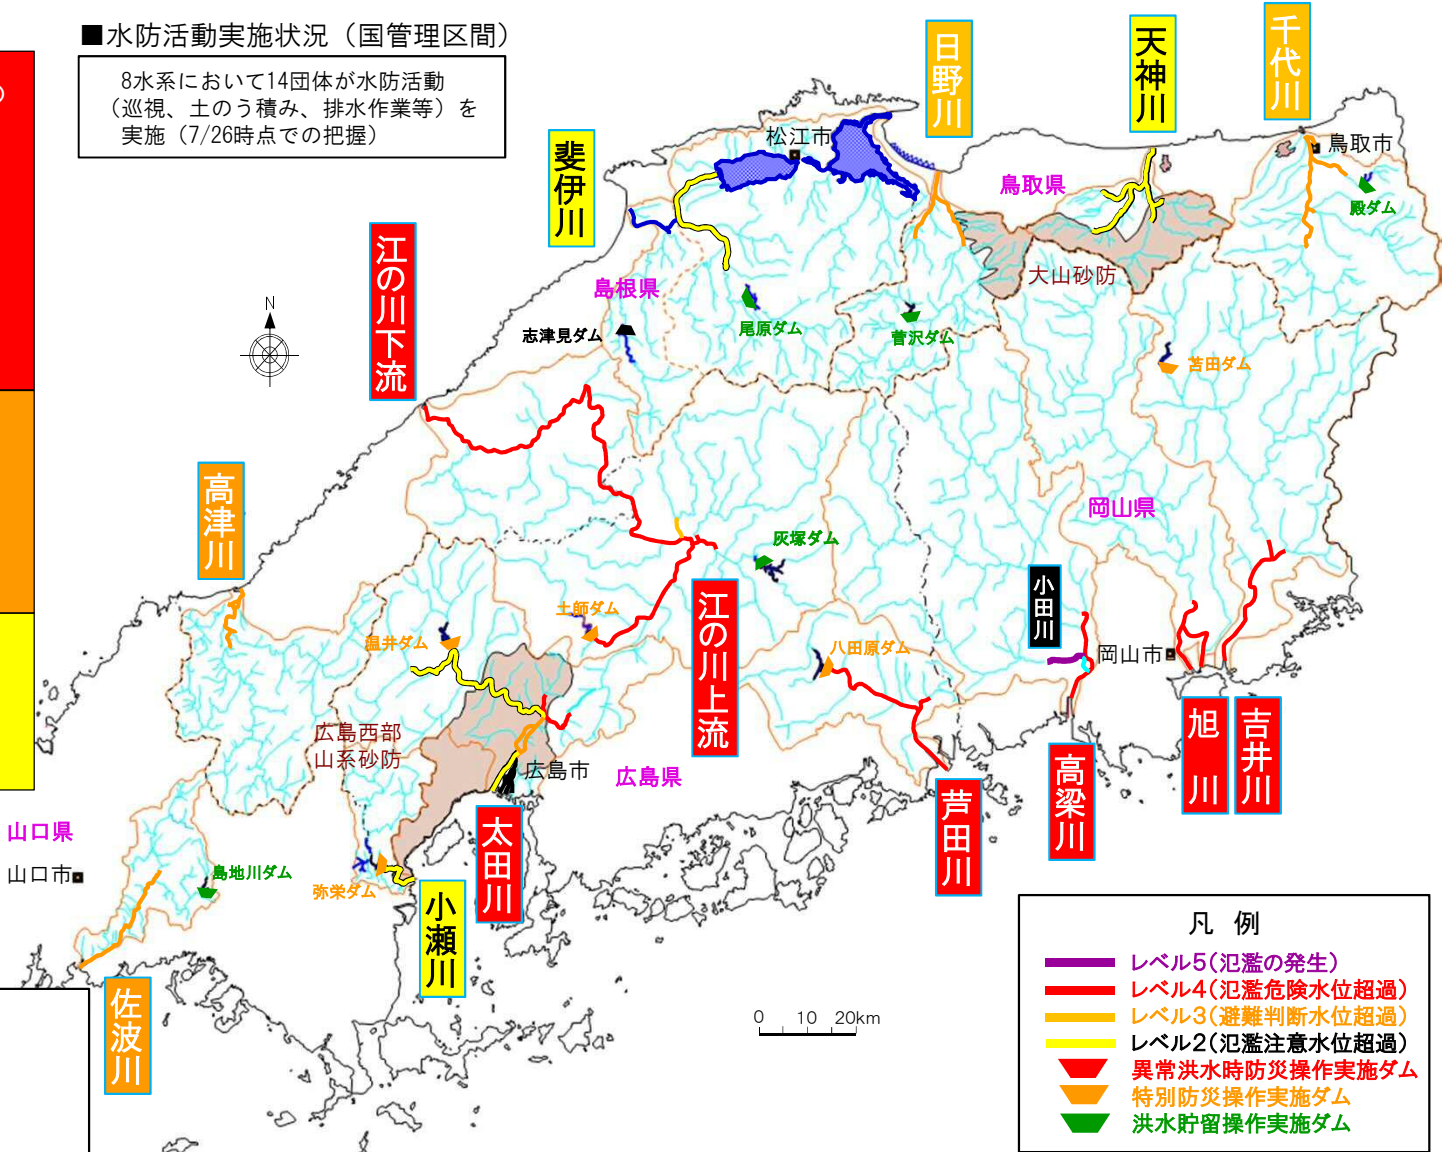 ■水防活動実施状況（国管理区間）
8水系において14団体が水防活動
（巡視、土のう積み、排水作業等）を
実施（7/26時点での把握）
日野川
天神川
千代川
斐伊川
松江市
鳥取市
鳥取県
殿ダム
江の川下流
大山砂防
島根県
N
志津見ダム
尾原ダム
菅沢ダム
苫田ダム
高津川
岡山県
灰塚ダム
小田川
土師ダム
江の川上流
温井ダム
八田原ダム
岡山市
広島西部
山系砂防
広島市
広島県
旭川
吉井川
高梁川
芦田川
太田川
山口県
山口市
島地川ダム
弥栄ダム
小瀬川
佐波川
0 10 20km
凡 例
レベル5（氾濫の発生）
レベル4（氾濫危険水位超過）
レベル3（避難判断水位超過）
レベル2（氾濫注意水位超過）
異常洪水時防災操作実施ダム
特別防災操作実施ダム
洪水貯留操作実施ダム